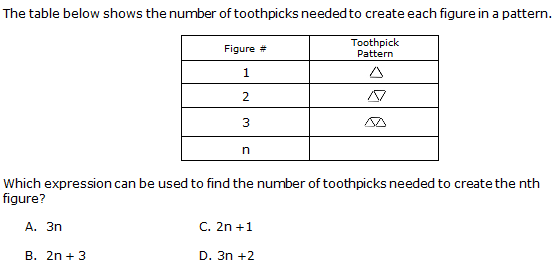 The table below shows the number of toothpicks needed to create each figure in a pattern.
Figure # Toothpick Pattern
1
2
3
n
Which expression can be used to find the number of toothpicks needed to create the nth
figure?
A. 3n C. 2n +1
B. 2n + 3 D. 3n +2